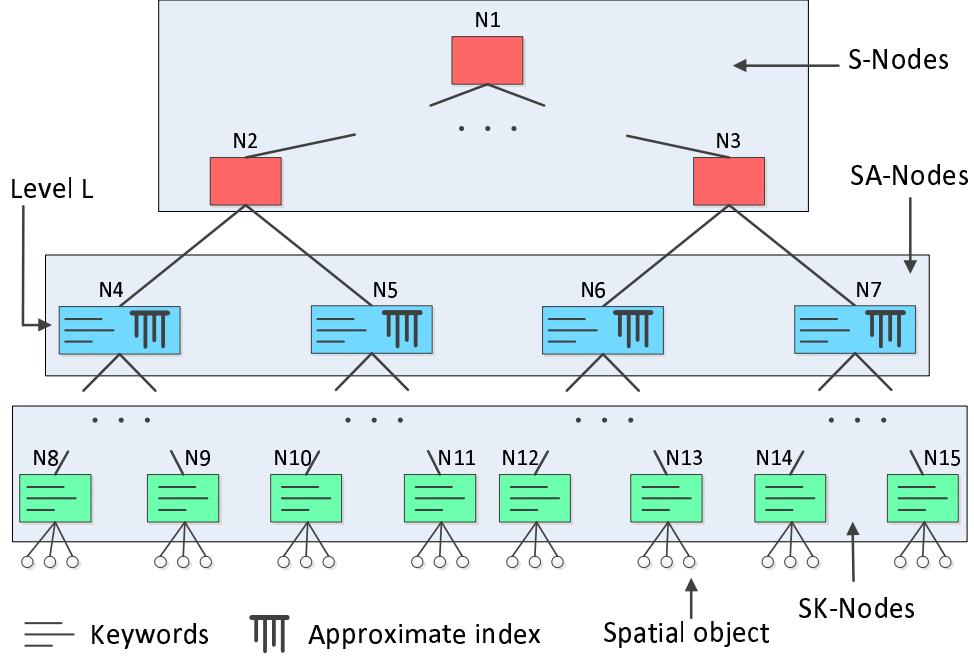 N1
S-Nodes
N2
N3
Level L
SA-Nodes
N4
N5
N6
N7
N8
N9
N10
N11
N12
N13
N14
N15
SK-Nodes
Keywords
Approximate index
Spatial object